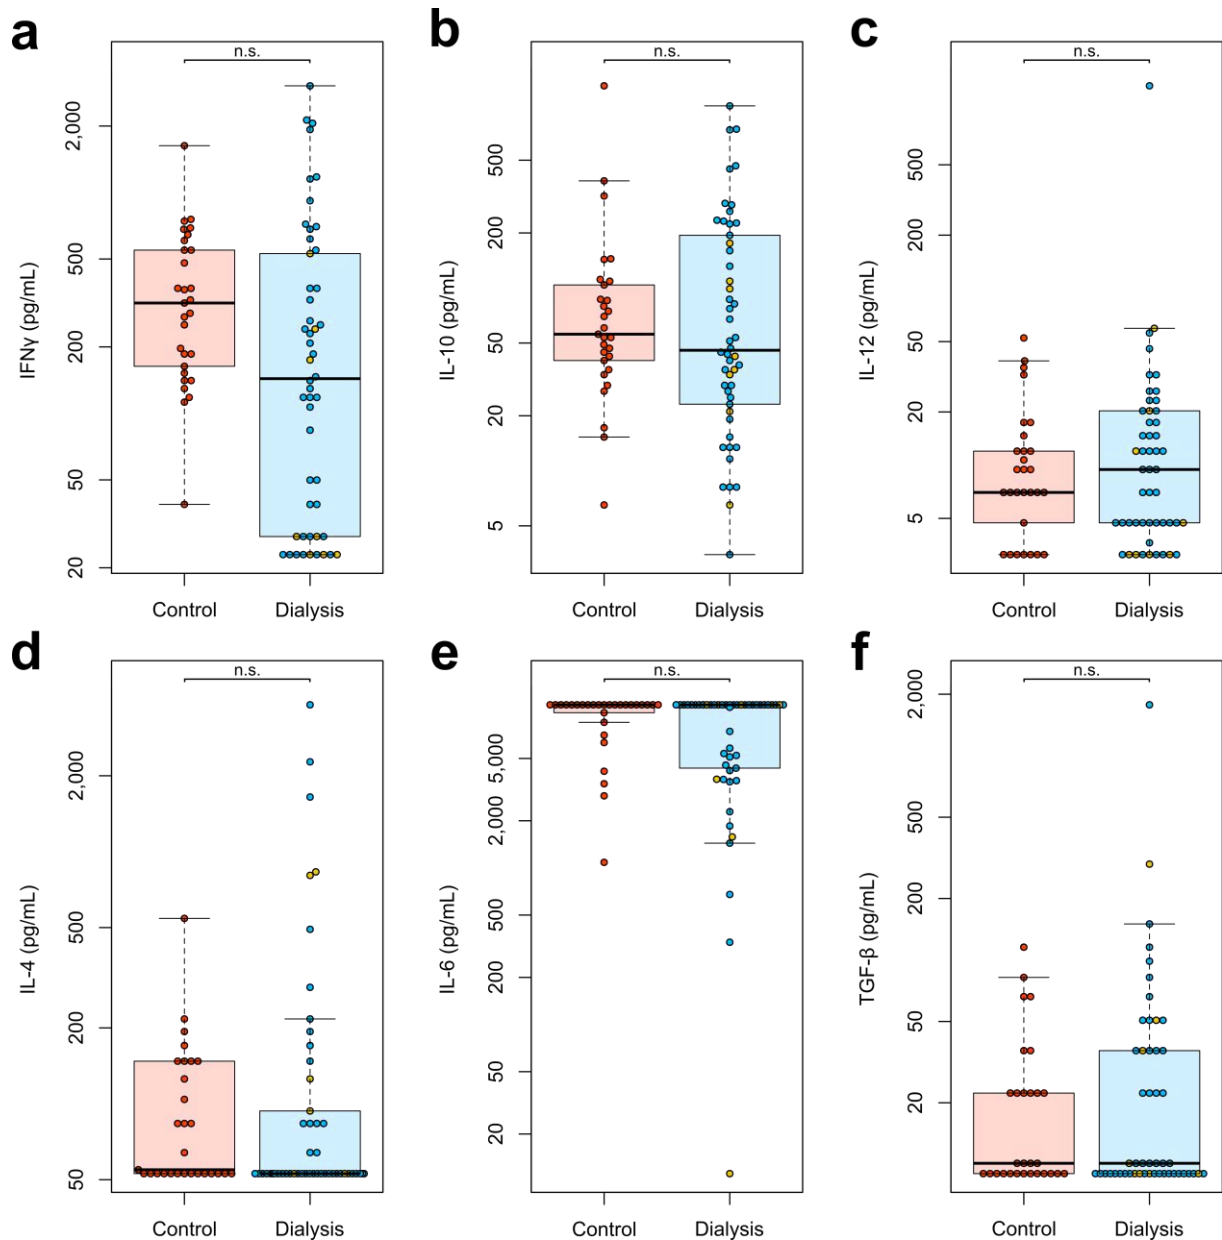 a
n.s.
2,000
500
200
50
20
IFNγ (pg/mL)
Control
Dialysis
b
n.s.
500
200
50
20
5
IL-10 (pg/mL)
Control
Dialysis
c
n.s.
500
200
50
20
5
IL-12 (pg/mL)
Control
Dialysis
d
n.s.
2,000
500
200
50
IL-4 (pg/mL)
Control
Dialysis
e
n.s.
5,000
2,000
500
200
50
20
IL-6 (pg/mL)
Control
Dialysis
f
n.s.
2,000
500
200
50
20
TGF-β (pg/mL)
Control
Dialysis